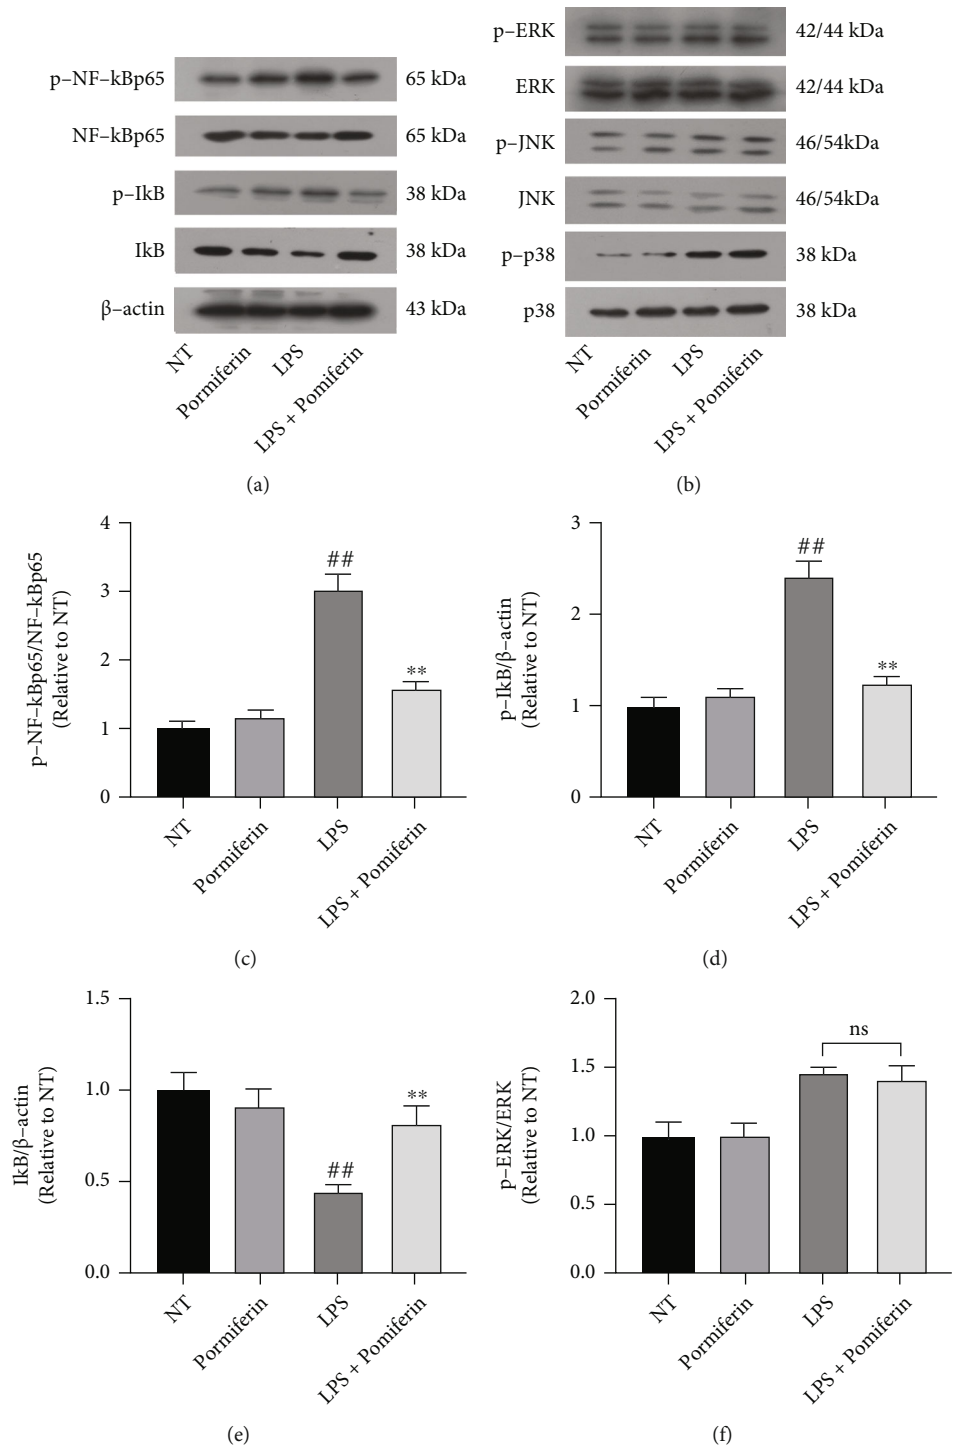 p–NF–kBp65 65 kDa
NF–kBp65 65 kDa
p–IkB 38 kDa
IkB 38 kDa
β–actin 43 kDa
NT
Pormiferin
LPS
LPS + Pomiferin
(a)
p–ERK 42/44 kDa
ERK 42/44 kDa
p–JNK 46/54kDa
JNK 46/54kDa
p–p38 38 kDa
p38 38 kDa
NT
Pormiferin
LPS
LPS + Pomiferin
(b)
p–NF–kBp65/NF–kBp65
(Relative to NT)
4
3
2
1
0
##
**
NT
Pormiferin
LPS
LPS + Pomiferin
(c)
p–IkB/β–actin
(Relative to NT)
3
2
1
0
##
**
NT
Pormiferin
LPS
LPS + Pomiferin
(d)
IkB/β–actin
(Relative to NT)
1.5
1.0
0.5
0.0
##
**
NT
Pormiferin
LPS
LPS + Pomiferin
(e)
p–ERK/ERK
(Relative to NT)
2.0
1.5
1.0
0.5
0.0
ns
NT
Pormiferin
LPS
LPS + Pomiferin
(f)